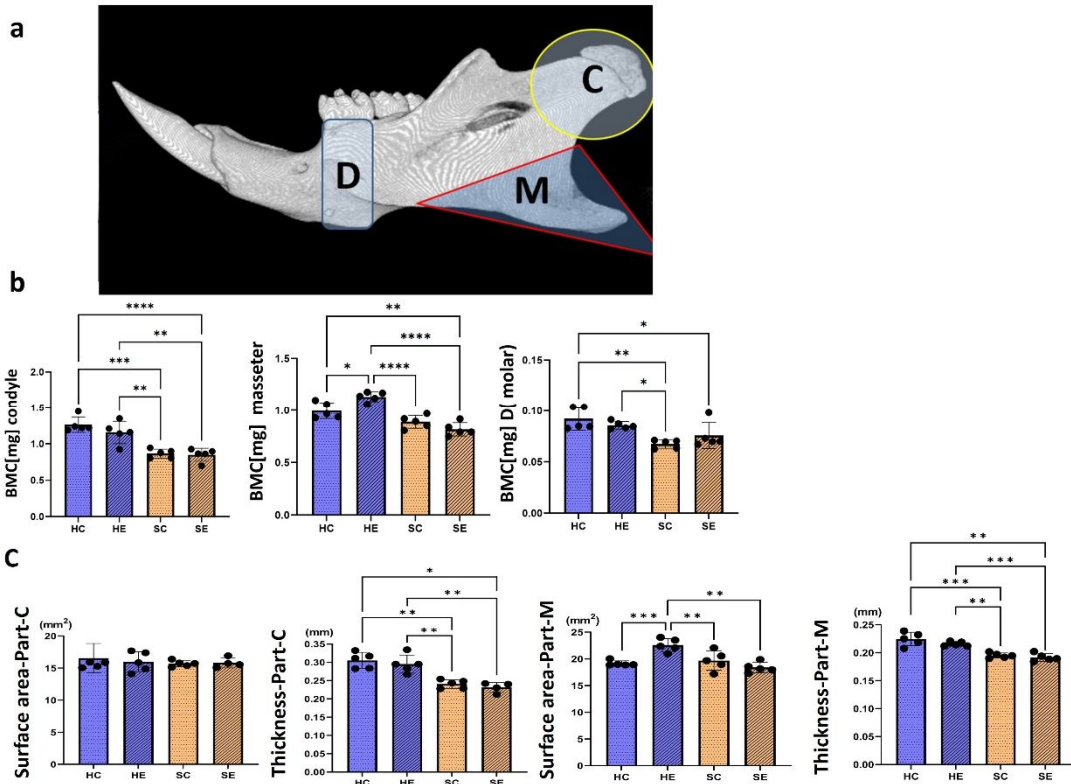 a
C
D
M
b
BMC[mg] condyle
2.0
1.5
1.0
0.5
0.0
HC HE SC SE
**
***
**
****
BMC[mg] masseter
1.5
1.0
0.5
0.0
HC HE SC SE
**
****
* ****
BMC[mg] D( molar)
0.15
0.10
0.05
0.00
HC HE SC SE
*
**
*
C
Surface area-Part-C
(mm²)
20
15
10
5
0
HC HE SC SE
Thickness-Part-C
(mm)
0.35
0.30
0.25
0.20
0.15
0.10
0.05
0.00
HC HE SC SE
*
**
**
**
Surface area-Part-M
(mm²)
25
20
15
10
5
0
HC HE SC SE
**
*** **
Thickness-Part-M
(mm)
0.25
0.20
0.15
0.10
0.05
0.00
HC HE SC SE
**
***
***
**